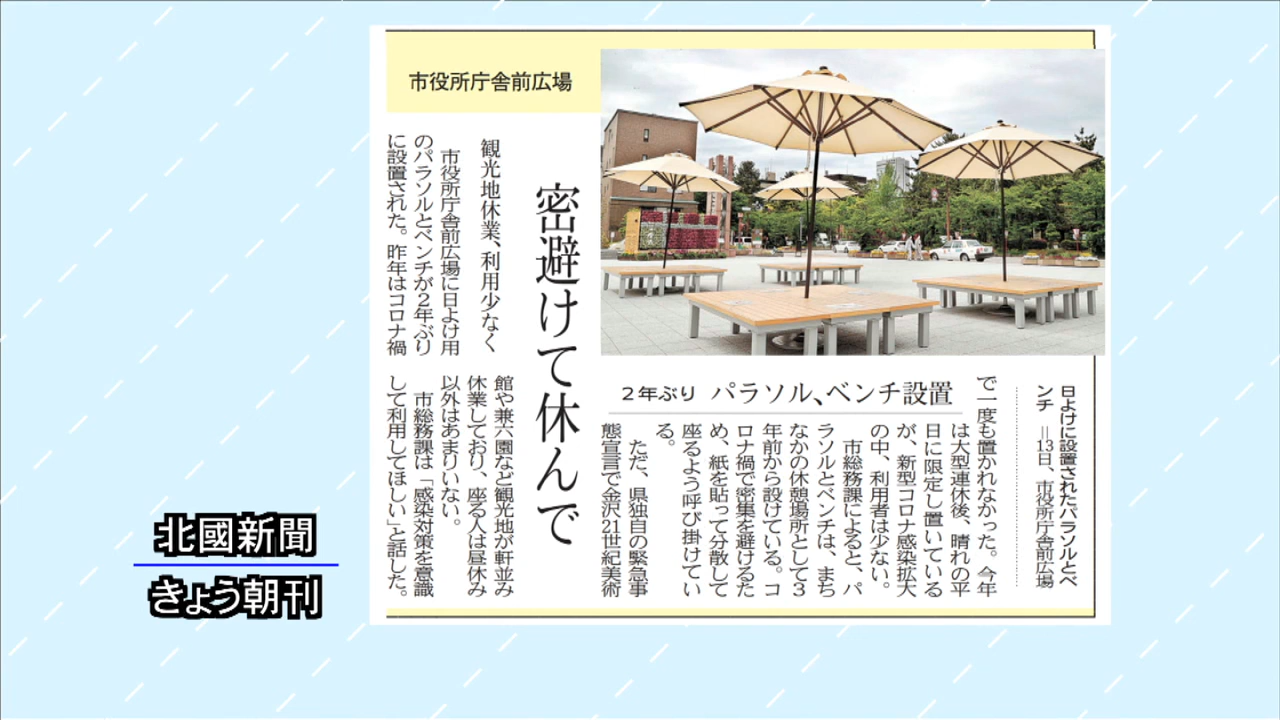 市役所庁舎前広場
密避けて休んで
観光地休業、利用少なく
2年ぶり パラソル、ベンチ設置
日よけに設置されたパラソルとベ
ンチ=13日、市役所庁舎前広場
市役所庁舎前広場に日よけ用
のパラソルとベンチが2年ぶり
に設置された。昨年はコロナ禍
で一度も置かれなかった。今年
は大型連休後、晴れの平
日に限定し置いている
が、新型コロナ感染拡大
の中、利用者は少ない。
市総務課によると、パ
ラソルとベンチは、まち
なかの休憩場所として3
年前から設けている。コ
ロナ禍で密集を避けるた
め、紙を貼って分散して
座るよう呼び掛けてい
る。
ただ、県独自の緊急事
態宣言で金沢21世紀美術
館や兼六園など観光地が軒並み
休業しており、座る人は昼休み
以外はあまりいない。
市総務課は「感染対策を意識
して利用してほしい」と話した。
北國新聞
きょう朝刊